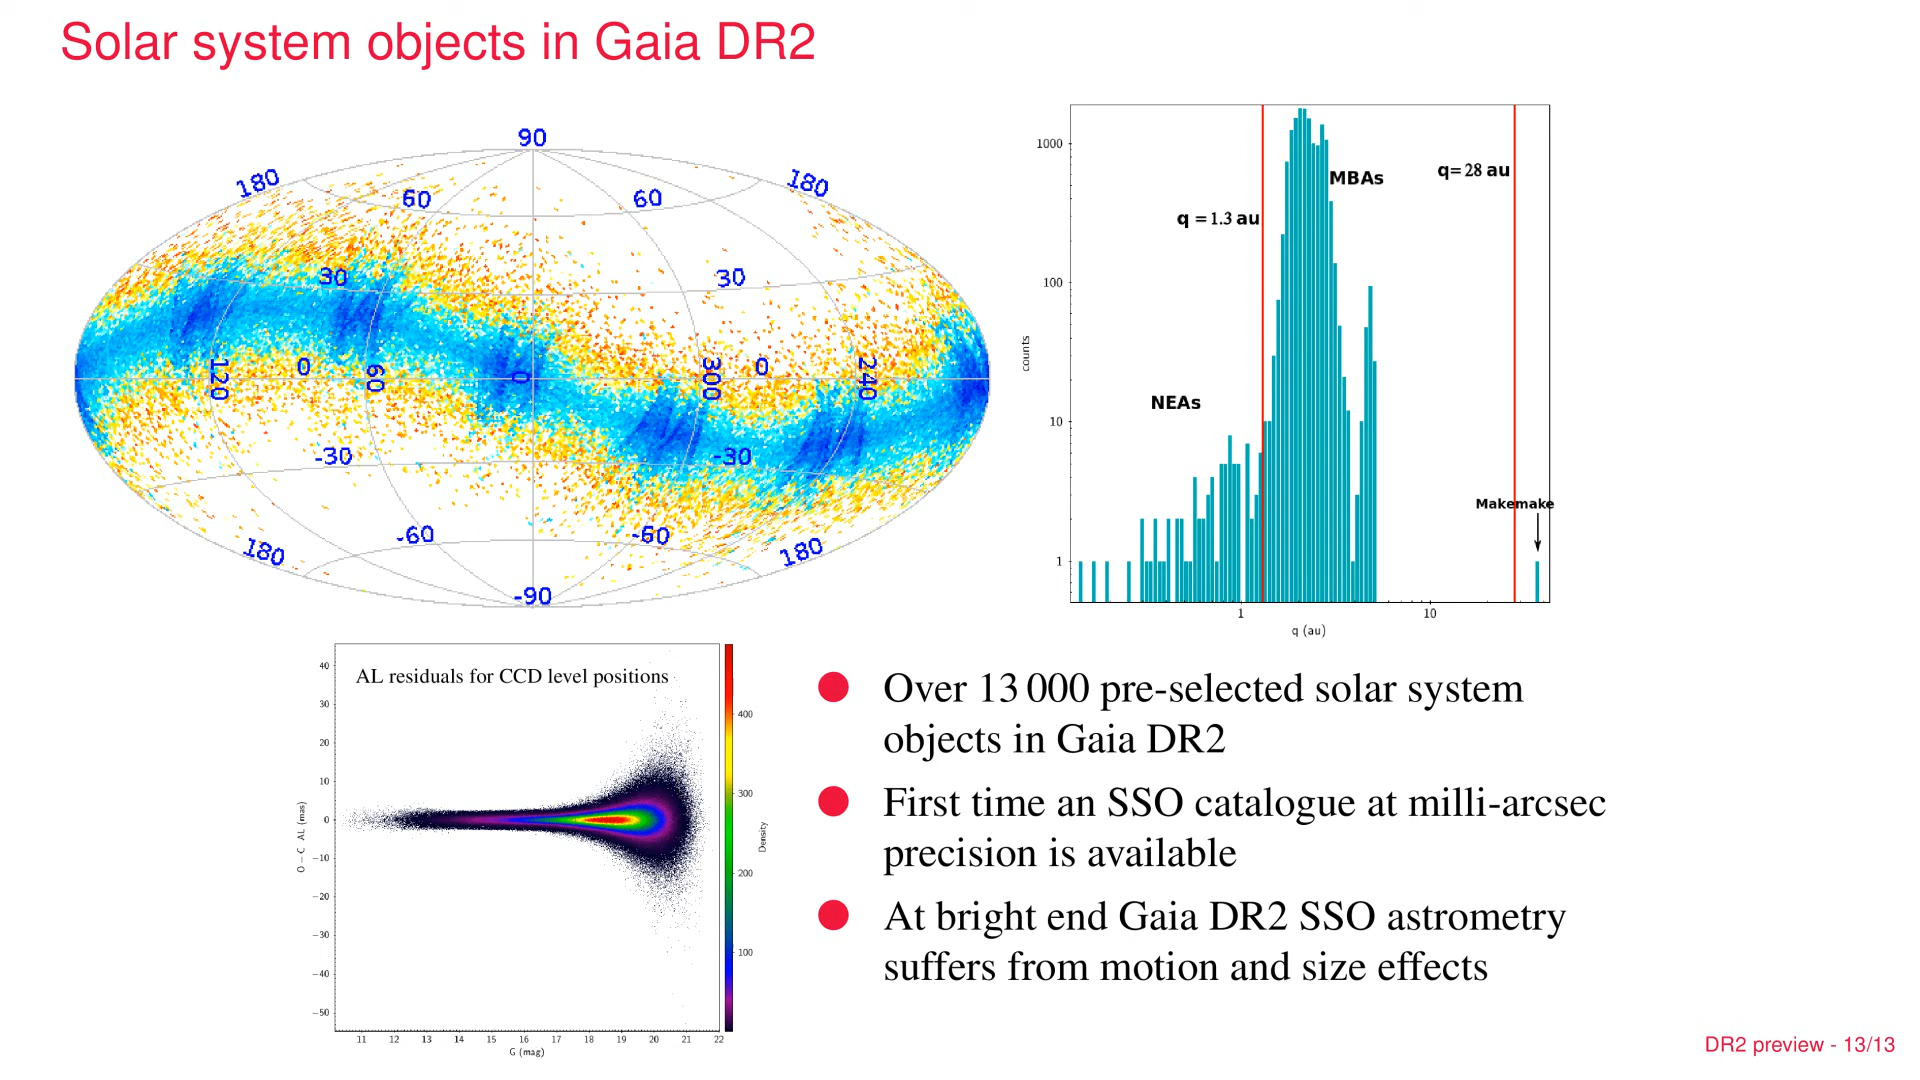 Solar system objects in Gaia DR2
90
180
180
60
60
30
30
120
0
60
0
300
0
240
-30
-30
-60
-60
180
180
-90
1000
100
10
1
counts
q = 1.3 au
MBAs
q= 28 au
NEAs
Makemake
1
10
q (au)
AL residuals for CCD level positions
40
30
20
10
0
−10
−20
−30
−40
−50
O − C AL (mas)
11 12 13 14 15 16 17 18 19 20 21 22
G (mag)
400
300
200
100
Density
Over 13 000 pre-selected solar system
objects in Gaia DR2
First time an SSO catalogue at milli-arcsec
precision is available
At bright end Gaia DR2 SSO astrometry
suffers from motion and size effects
DR2 preview - 13/13